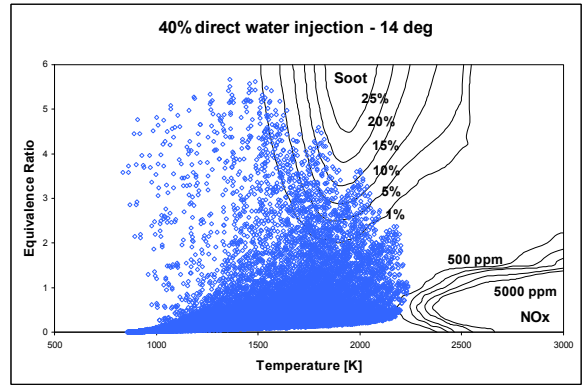 40% direct water injection - 14 deg
6
5
4
3
2
1
0
Equivalence Ratio
Soot
25%
20%
15%
10%
5%
1%
500 ppm
5000 ppm
NOx
500
1000
1500
2000
2500
3000
Temperature [K]